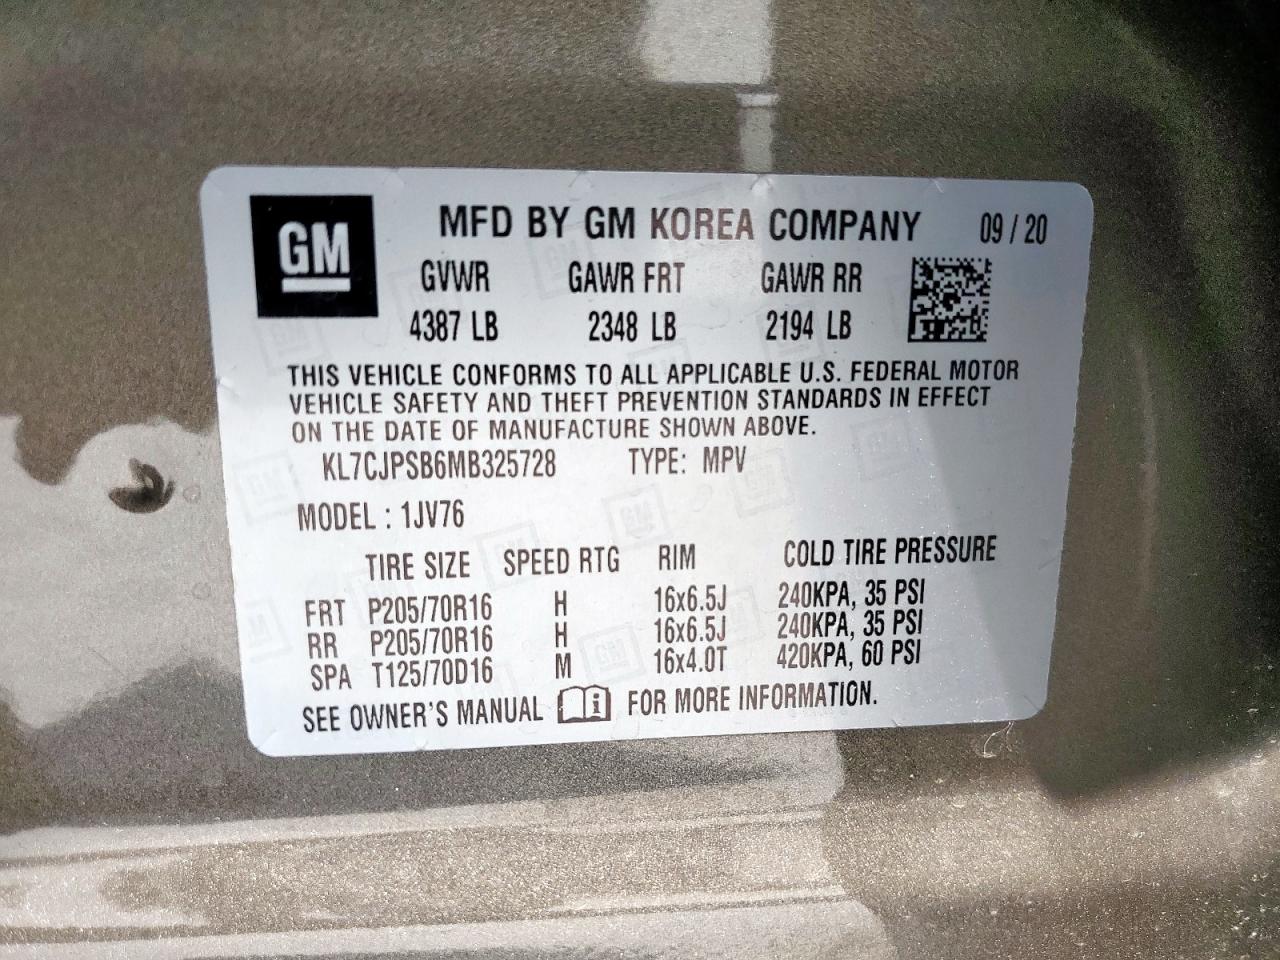 GM MFD BY GM KOREA COMPANY 09 / 20
GVWR GAWR FRT GAWR RR
4387 LB 2348 LB 2194 LB
THIS VEHICLE CONFORMS TO ALL APPLICABLE U.S. FEDERAL MOTOR
VEHICLE SAFETY AND THEFT PREVENTION STANDARDS IN EFFECT
ON THE DATE OF MANUFACTURE SHOWN ABOVE.
KL7CJPSB6MB325728 TYPE: MPV
MODEL : 1JV76
TIRE SIZE SPEED RTG RIM COLD TIRE PRESSURE
FRT P205/70R16 H 16x6.5J 240KPA, 35 PSI
RR P205/70R16 H 16x6.5J 240KPA, 35 PSI
SPA T125/70D16 M 16x4.0T 420KPA, 60 PSI
SEE OWNER'S MANUAL i FOR MORE INFORMATION.